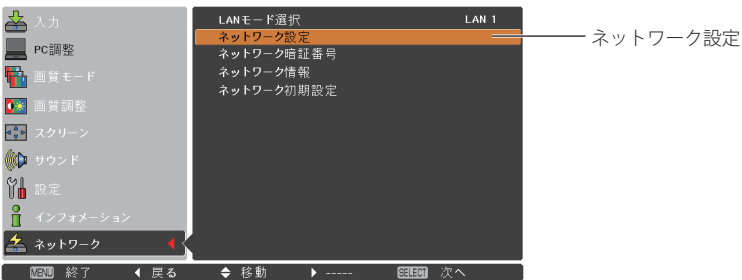 入力
PC調整
画質モード
画質調整
スクリーン
サウンド
設定
インフォメーション
ネットワーク
LANモード選択 LAN 1
ネットワーク設定
ネットワーク暗証番号
ネットワーク情報
ネットワーク初期設定
ネットワーク設定
MENU 終了 戻る 移動 ----- SELECT 次へ